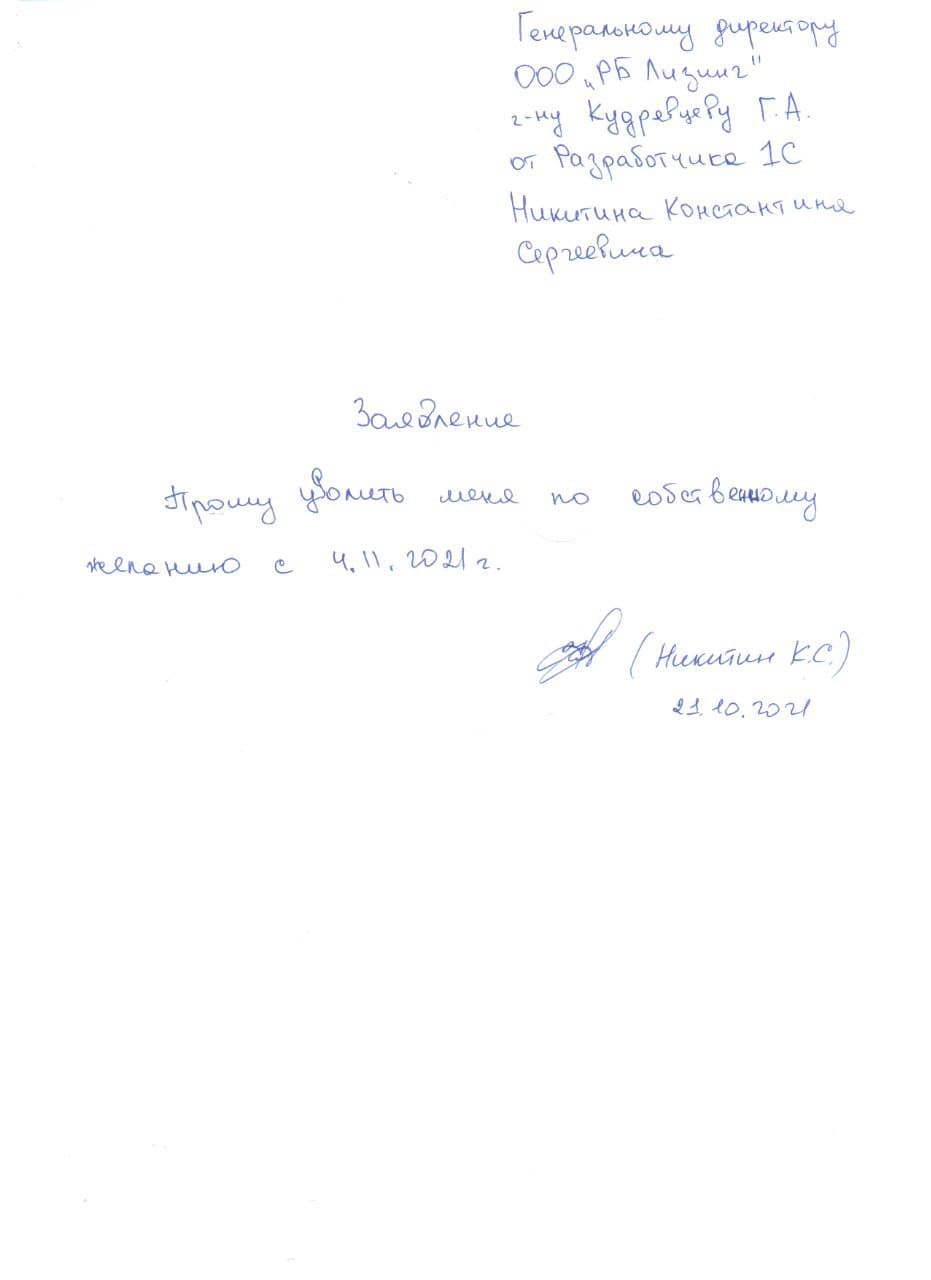 Генеральному директору
ООО „РБ Лизинг"
г-ну Кудревцеву Г.А.
от Разработчика 1С
Никитина Константина
Сергеевича
Заявление
Прошу уволить меня по собственному
желанию с 4.11.2021г.
(Никитин К.С.)
21.10.2021